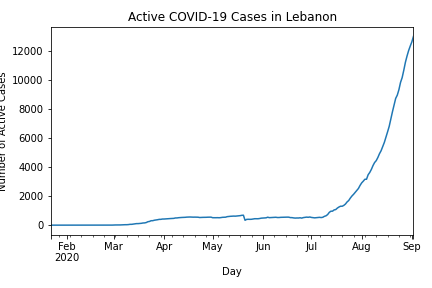 Active COVID-19 Cases in Lebanon
12000
10000
8000
6000
4000
2000
0
Number of Active Cases
Feb Mar Apr May Jun Jul Aug Sep
2020
Day